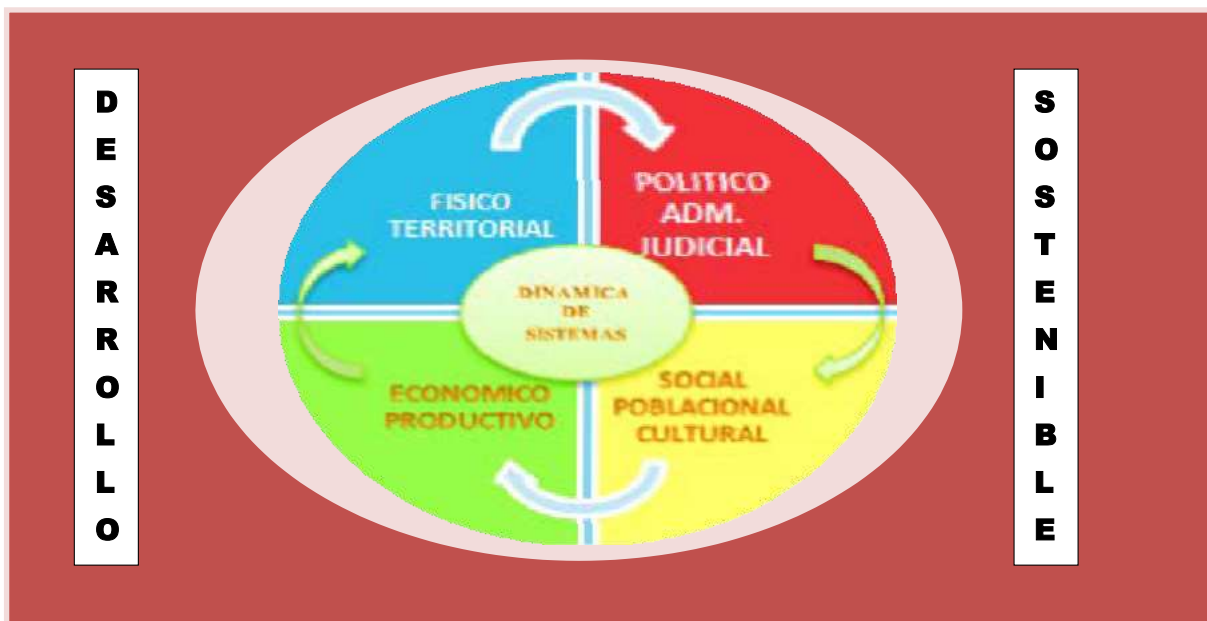 DESARROLLO
FISICO
TERRITORIAL
POLITICO
ADM.
JUDICIAL
DINAMICA
DE
SISTEMAS
ECONOMICO
PRODUCTIVO
SOCIAL
POBLACIONAL
CULTURAL
SOSTENIBLE